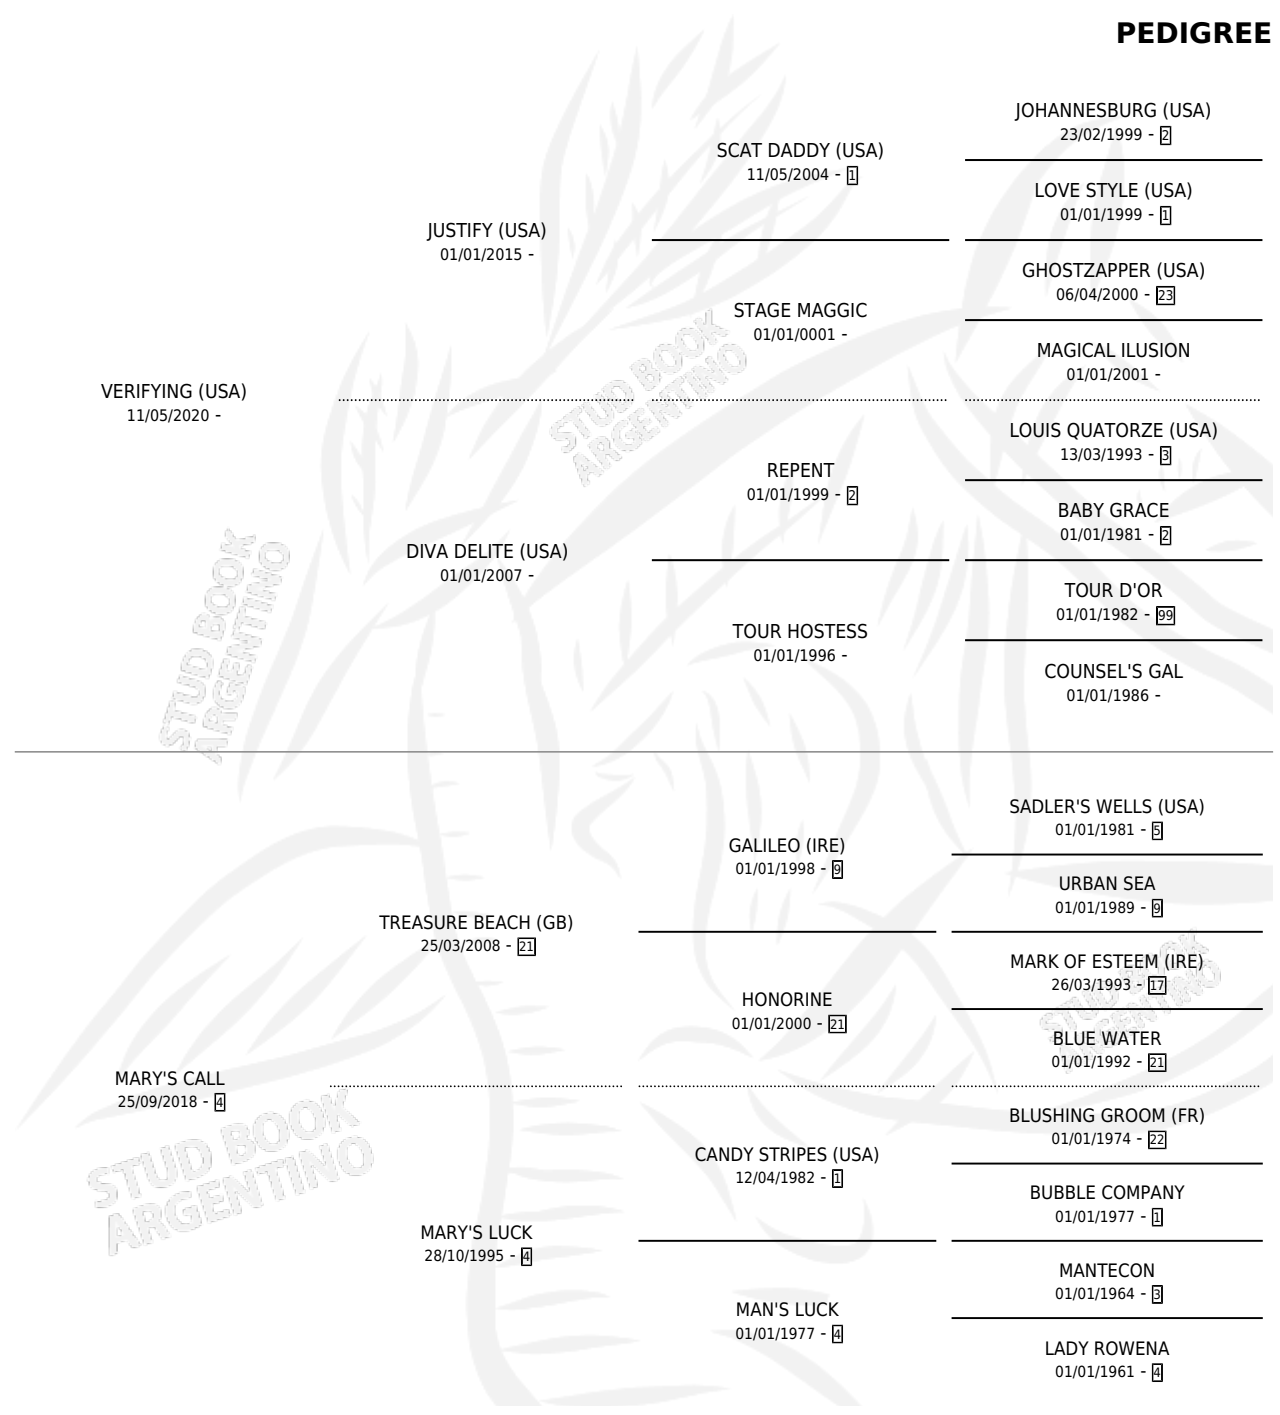 PEDIGREE
JOHANNESBURG (USA)
23/02/1999 - 2
SCAT DADDY (USA)
11/05/2004 - 1
LOVE STYLE (USA)
01/01/1999 - 1
JUSTIFY (USA)
01/01/2015 -
GHOSTZAPPER (USA)
06/04/2000 - 23
STAGE MAGGIC
01/01/0001 -
MAGICAL ILUSION
01/01/2001 -
VERIFYING (USA)
11/05/2020 -
STUD BOOK
ARGENTINO
LOUIS QUATORZE (USA)
13/03/1993 - 3
REPENT
01/01/1999 - 2
BABY GRACE
01/01/1981 - 2
DIVA DELITE (USA)
01/01/2007 -
TOUR D'OR
01/01/1982 - 99
TOUR HOSTESS
01/01/1996 -
COUNSEL'S GAL
01/01/1986 -
STUD BOOK
ARGENTINO
SADLER'S WELLS (USA)
01/01/1981 - 5
GALILEO (IRE)
01/01/1998 - 9
URBAN SEA
01/01/1989 - 9
TREASURE BEACH (GB)
25/03/2008 - 21
MARK OF ESTEEM (IRE)
26/03/1993 - 17
HONORINE
01/01/2000 - 21
BLUE WATER
01/01/1992 - 21
STUD BOOK
ARGENTINO
MARY'S CALL
25/09/2018 - 4
BLUSHING GROOM (FR)
01/01/1974 - 22
CANDY STRIPES (USA)
12/04/1982 - 1
BUBBLE COMPANY
01/01/1977 - 1
STUD BOOK
ARGENTINO
MARY'S LUCK
28/10/1995 - 4
MANTECON
01/01/1964 - 3
MAN'S LUCK
01/01/1977 - 4
LADY ROWENA
01/01/1961 - 4